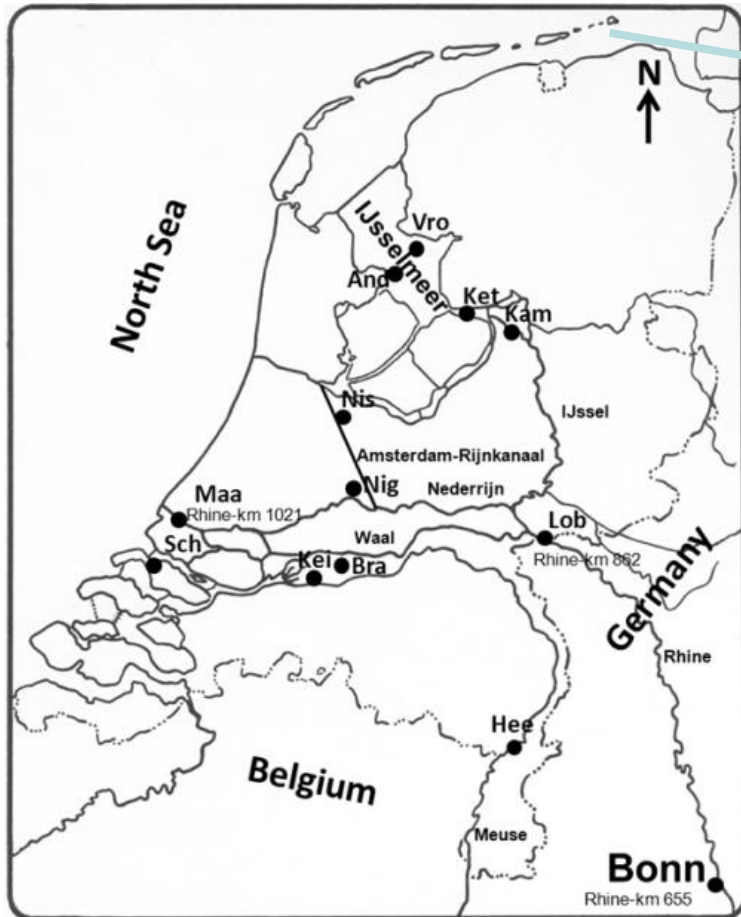 N
North Sea
IJsselmeer
Vro
And
Ket
Kam
Nis
IJssel
Amsterdam-Rijnkanaal
Nig
Nederrijn
Maa
Rhine-km 1021
Waal
Lob
Rhine-km 862
Sch
Kei
Bra
Germany
Rhine
Hee
Belgium
Meuse
Bonn
Rhine-km 655